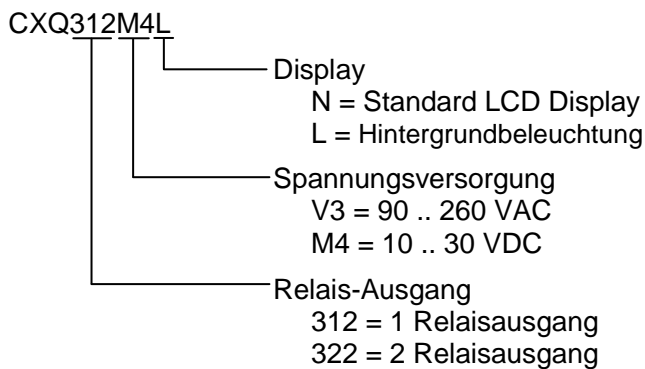 CXQ312M4L
Display
N = Standard LCD Display
L = Hintergrundbeleuchtung
Spannungsversorgung
V3 = 90 .. 260 VAC
M4 = 10 .. 30 VDC
Relais-Ausgang
312 = 1 Relaisausgang
322 = 2 Relaisausgang